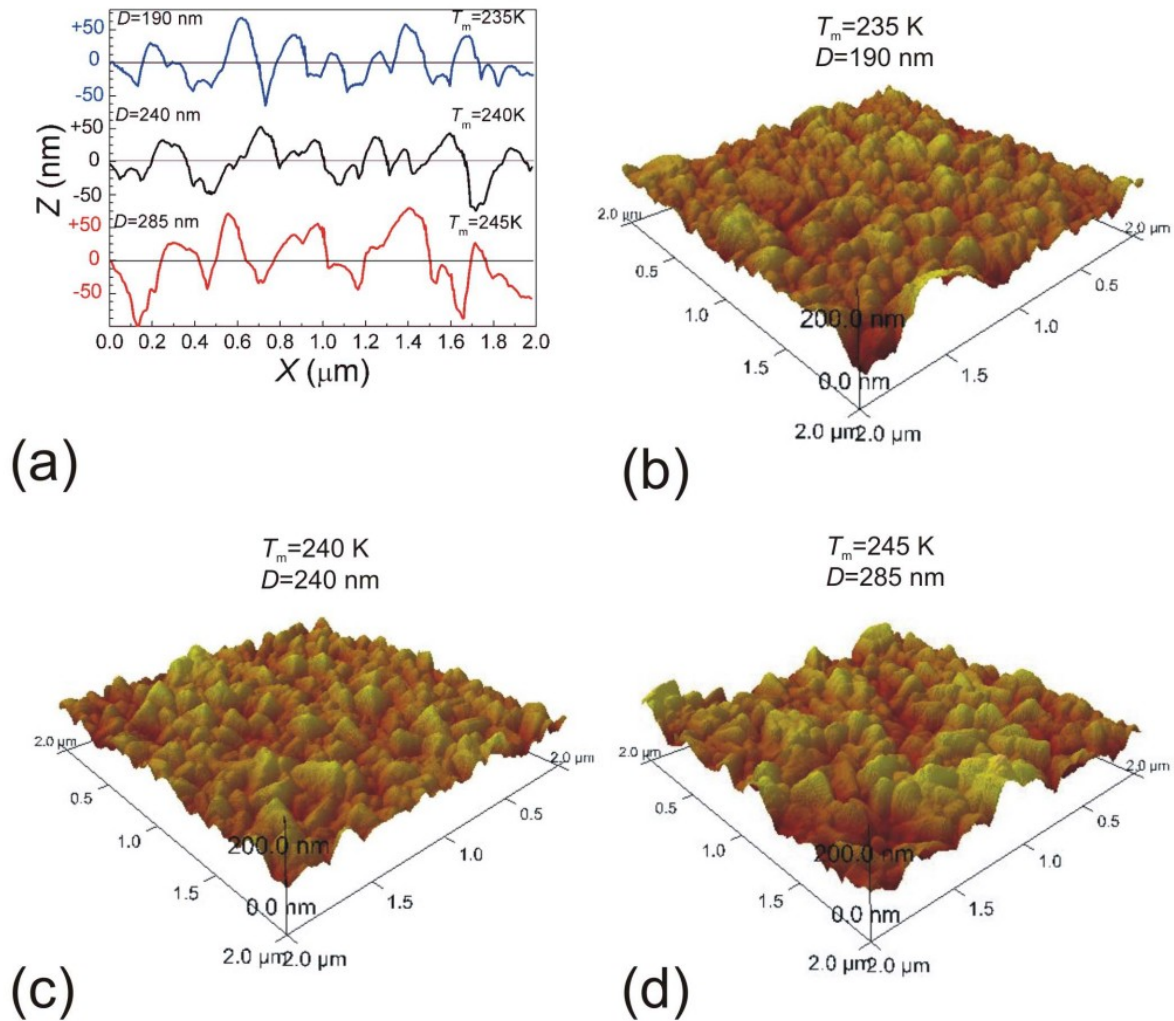 D=190 nm
T_m=235K
+50
0
-50
D=240 nm
T_m=240K
+50
0
-50
D=285 nm
T_m=245K
+50
0
-50
Z (nm)
0.0 0.2 0.4 0.6 0.8 1.0 1.2 1.4 1.6 1.8 2.0
X (μm)
(a)
T_m=235 K
D=190 nm
2.0 μm
0.5
1.0
1.5
2.0 μm
2.0 μm
0.5
1.0
1.5
2.0 μm
200.0 nm
0.0 nm
(b)
T_m=240 K
D=240 nm
2.0 μm
0.5
1.0
1.5
2.0 μm
2.0 μm
0.5
1.0
1.5
2.0 μm
200.0 nm
0.0 nm
(c)
T_m=245 K
D=285 nm
2.0 μm
0.5
1.0
1.5
2.0 μm
2.0 μm
0.5
1.0
1.5
2.0 μm
200.0 nm
0.0 nm
(d)